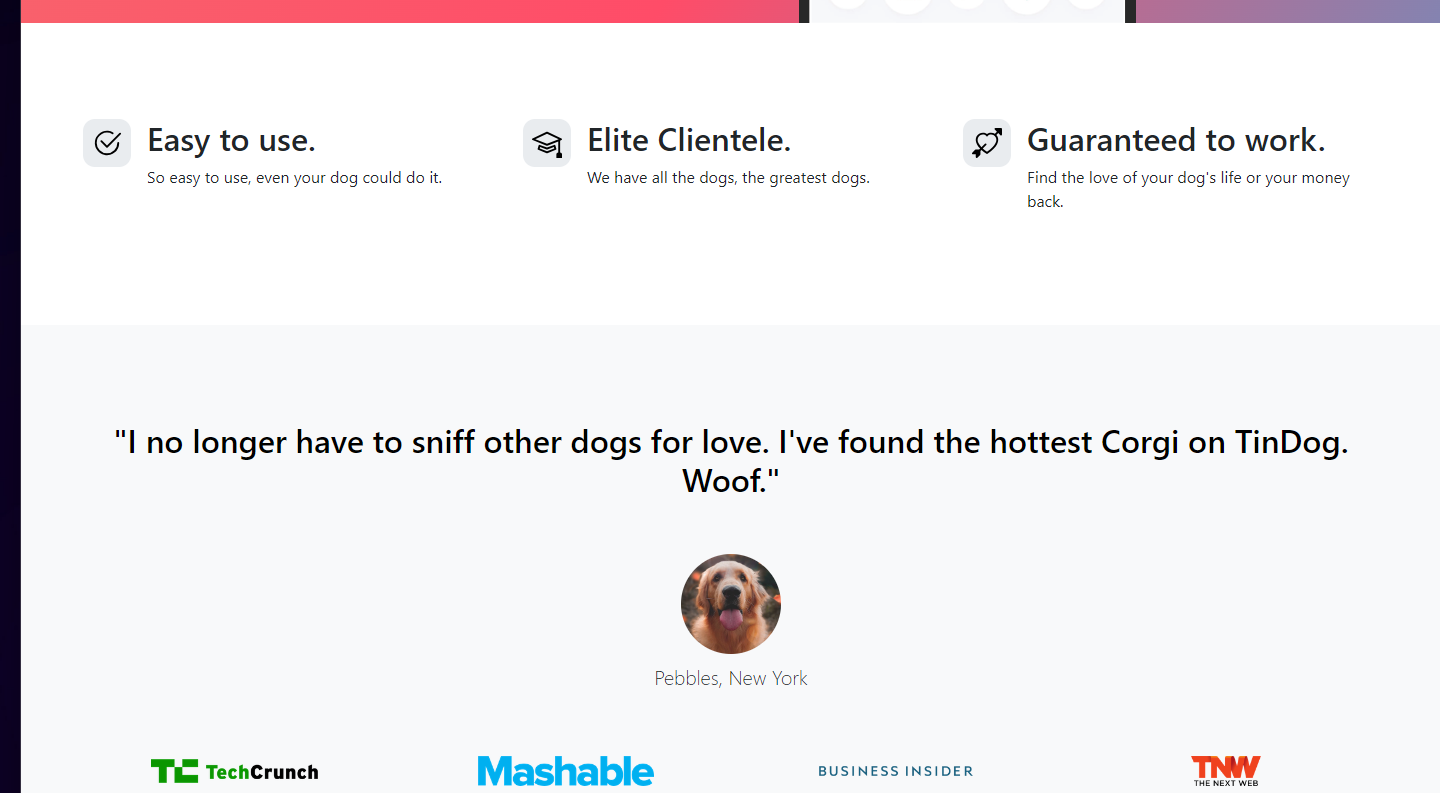 Easy to use.
So easy to use, even your dog could do it.
Elite Clientele.
We have all the dogs, the greatest dogs.
Guaranteed to work.
Find the love of your dog's life or your money
back.
"I no longer have to sniff other dogs for love. I've found the hottest Corgi on TinDog.
Woof."
Pebbles, New York
TC TechCrunch
Mashable
BUSINESS INSIDER
TNW
THE NEXT WEB